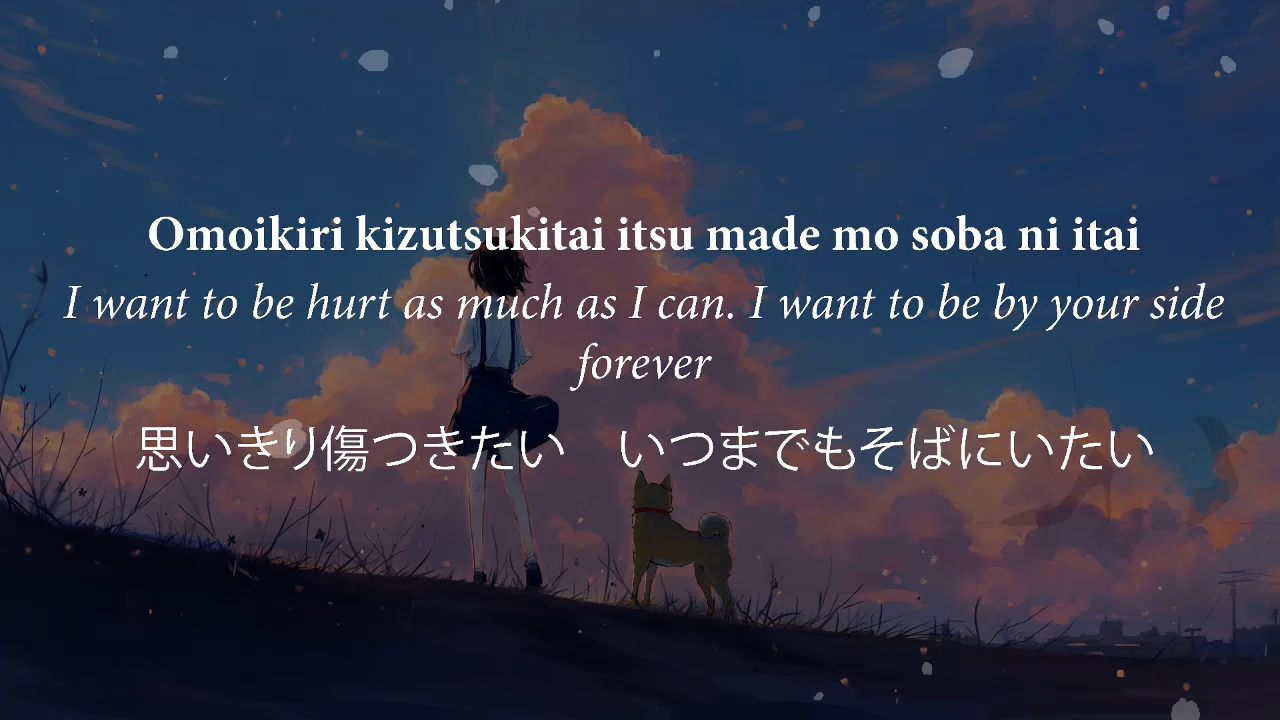 Omoikiri kizutsukitai itsu made mo soba ni itai
I want to be hurt as much as I can. I want to be by your side
forever
思いきり傷つきたい　いつまでもそばにいたい